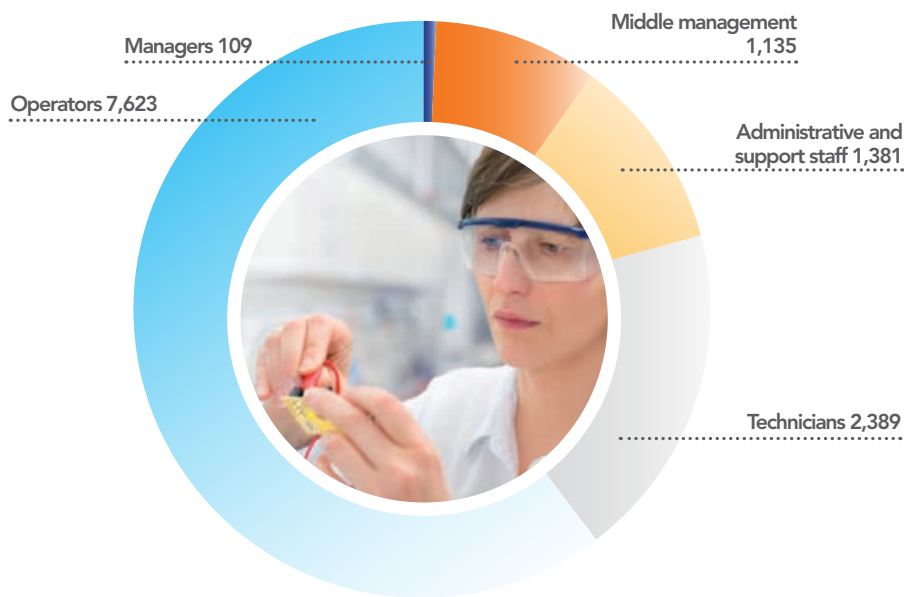 Managers 109
Middle management
1,135
Operators 7,623
Administrative and
support staff 1,381
Technicians 2,389